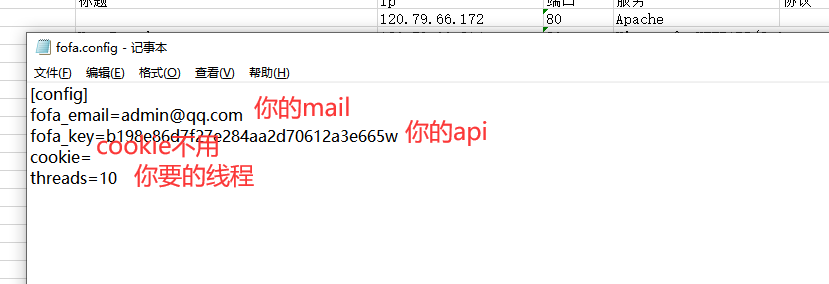 标题 ip 端口 服务 协议
120.79.66.172 80 Apache
fofa.config - 记事本
文件(F) 编辑(E) 格式(O) 查看(V) 帮助(H)
[config]
fofa_email=admin@qq.com 你的mail
fofa_key=b198e86d7f27e284aa2d70612a3e665w 你的api
cookie= cookie不用
threads=10 你要的线程